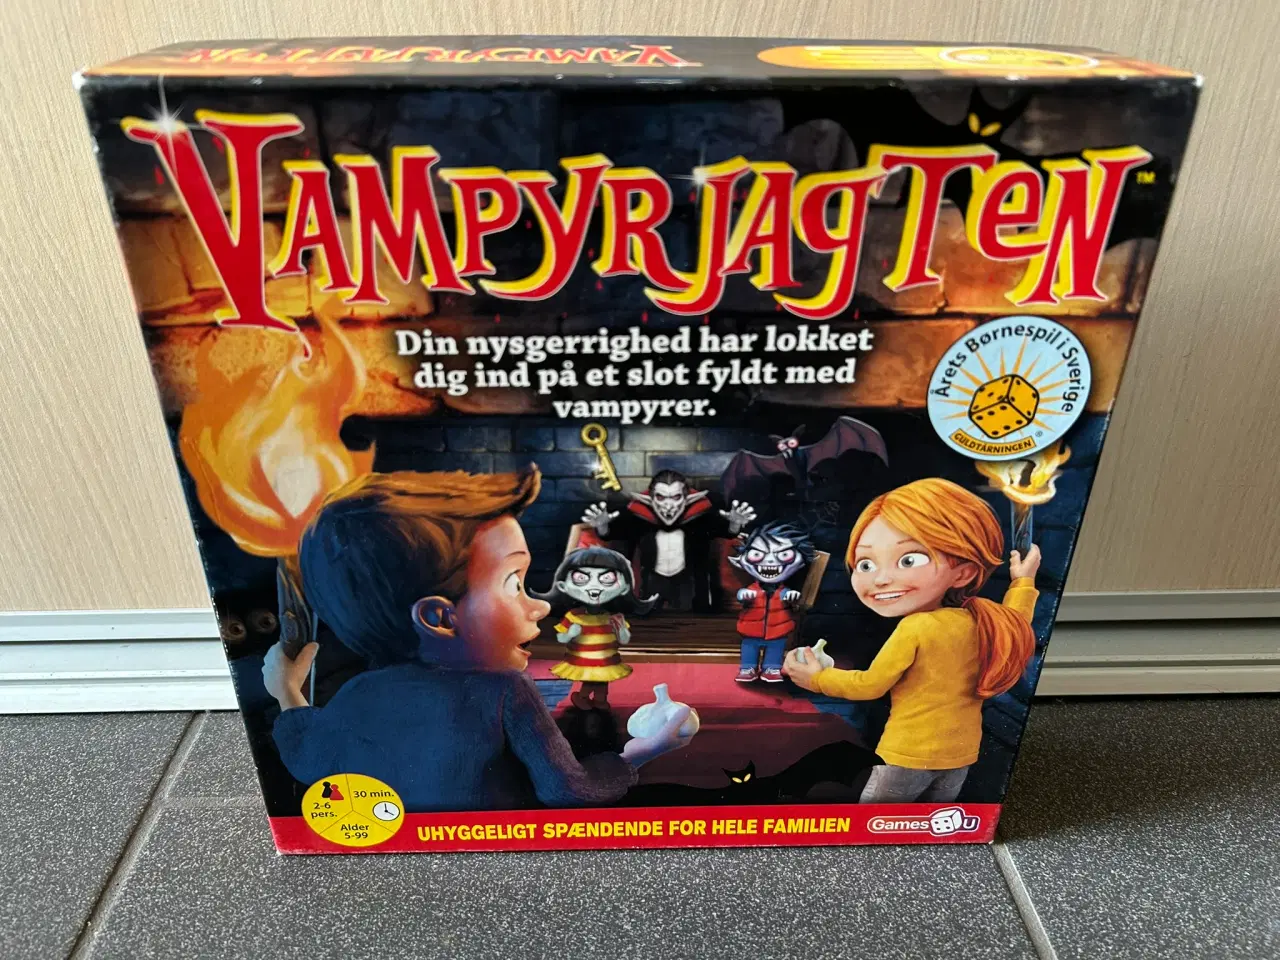 VAMPYRJAGTEN
VAMPYRJAGTEN™
Din nysgerrighed har lokket
dig ind på et slot fyldt med
vampyrer.
Årets Børnespil i Sverige
GULDTÄRNINGEN ®
2-6
pers.
30 min.
Alder
5-99
UHYGGELIGT SPÆNDENDE FOR HELE FAMILIEN
Games U